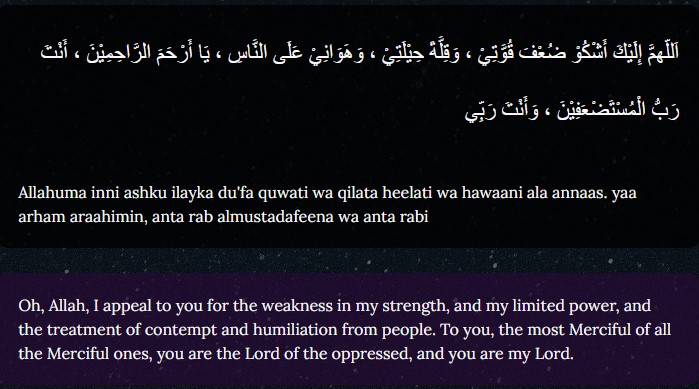 اَللّٰهمَّ إِلَيْكَ أَشْكُوْ ضُعْفَ قُوَّتِيْ ، وَقِلَّةَ حِيْلَتِيْ ، وَهَوَانِيْ عَلَى النَّاسِ ، يَا أَرْحَمَ الرَّاحِمِيْنَ ، أَنْتَ
رَبُّ الْمُسْتَضْعَفِيْنَ ، وَأَنْتَ رَبِّي
Allahuma inni ashku ilayka du'fa quwati wa qilata heelati wa hawaani ala annaas. yaa
arham araahimin, anta rab almustadafeena wa anta rabi
Oh, Allah, I appeal to you for the weakness in my strength, and my limited power, and
the treatment of contempt and humiliation from people. To you, the most Merciful of all
the Merciful ones, you are the Lord of the oppressed, and you are my Lord.